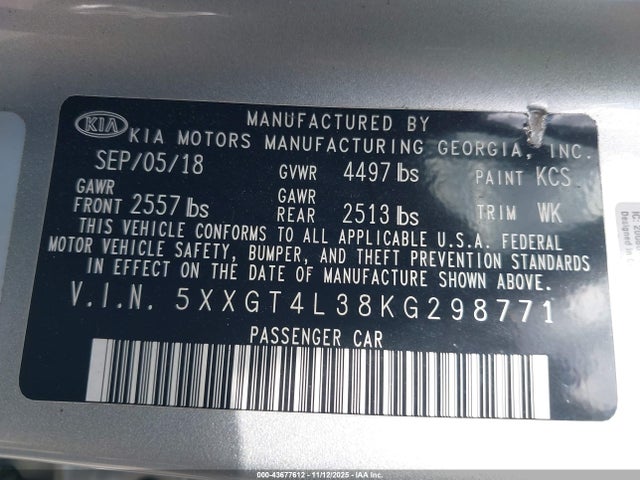 MANUFACTURED BY
KIA KIA MOTORS MANUFACTURING GEORGIA, INC.
SEP/05/18 GVWR 4497 lbs PAINT KCS
GAWR FRONT 2557 lbs GAWR REAR 2513 lbs TRIM WK
THIS VEHICLE CONFORMS TO ALL APPLICABLE U.S.A. FEDERAL
MOTOR VEHICLE SAFETY, BUMPER, AND THEFT PREVENTION STANDARDS
IN EFFECT ON THE DATE OF MANUFACTURE SHOWN ABOVE.
V.I.N. 5XXGT4L38KG298771
PASSENGER CAR
Designed in
000-43677612 - 11/12/2025 - IAA Inc.